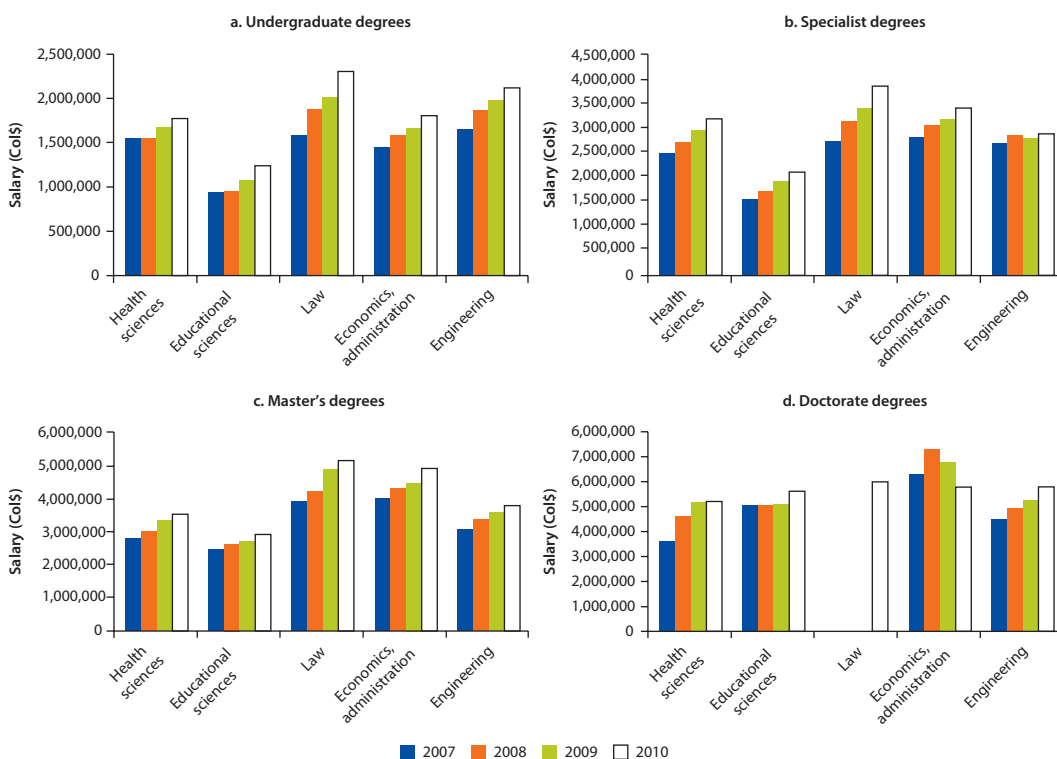 a. Undergraduate degrees
Salary (Col$)
2,500,000
2,000,000
1,500,000
1,000,000
500,000
0
Health
sciences
Educational
sciences
Law
Economics,
administration
Engineering
b. Specialist degrees
Salary (Col$)
4,500,000
4,000,000
3,500,000
3,000,000
2,500,000
2,000,000
1,500,000
1,000,000
500,000
0
Health
sciences
Educational
sciences
Law
Economics,
administration
Engineering
c. Master's degrees
Salary (Col$)
6,000,000
5,000,000
4,000,000
3,000,000
2,000,000
1,000,000
0
Health
sciences
Educational
sciences
Law
Economics,
administration
Engineering
d. Doctorate degrees
Salary (Col$)
6,000,000
7,000,000
6,000,000
5,000,000
4,000,000
3,000,000
2,000,000
1,000,000
0
Health
sciences
Educational
sciences
Law
Economics,
administration
Engineering
2007 2008 2009 2010